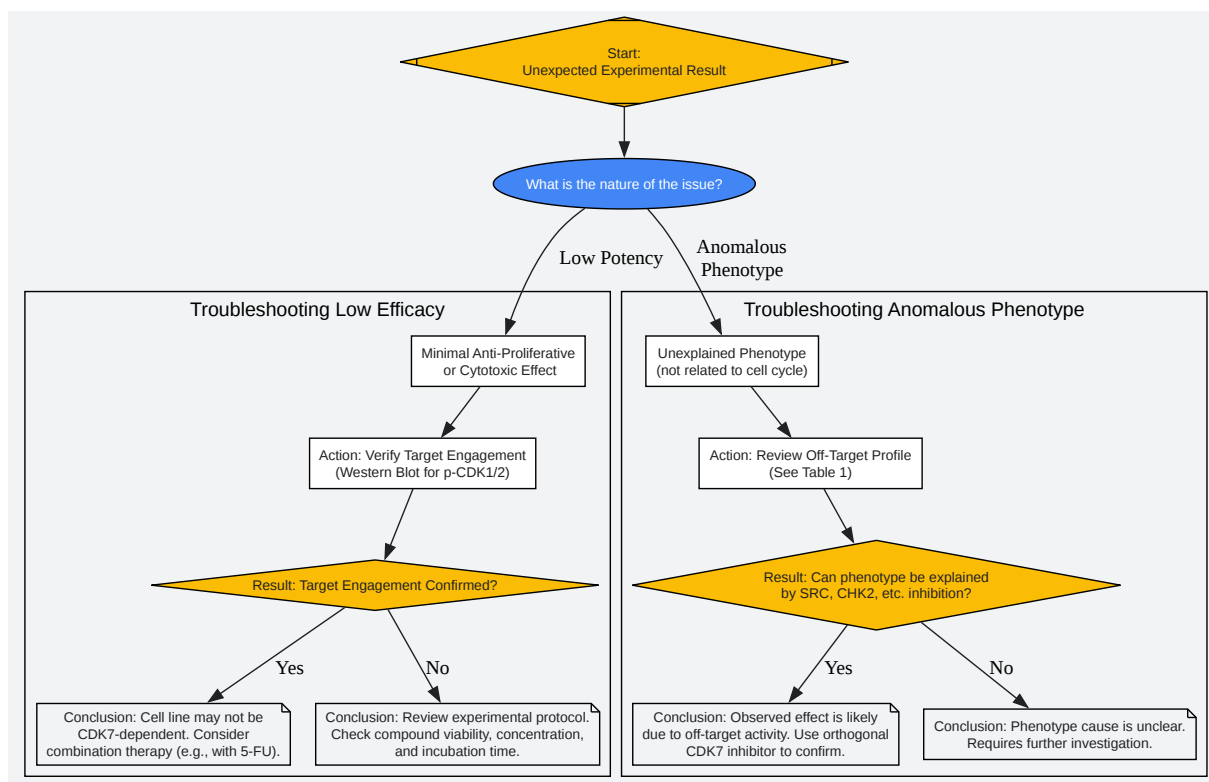 Start:
Unexpected Experimental Result
What is the nature of the issue?
Low Potency
Anomalous
Phenotype
Troubleshooting Low Efficacy
Minimal Anti-Proliferative
or Cytotoxic Effect
Action: Verify Target Engagement
(Western Blot for p-CDK1/2)
Result: Target Engagement Confirmed?
Yes
No
Conclusion: Cell line may not be
CDK7-dependent. Consider
combination therapy (e.g., with 5-FU).
Conclusion: Review experimental protocol.
Check compound viability, concentration,
and incubation time.
Troubleshooting Anomalous Phenotype
Unexplained Phenotype
(not related to cell cycle)
Action: Review Off-Target Profile
(See Table 1)
Result: Can phenotype be explained
by SRC, CHK2, etc. inhibition?
Yes
No
Conclusion: Observed effect is likely
due to off-target activity. Use orthogonal
CDK7 inhibitor to confirm.
Conclusion: Phenotype cause is unclear.
Requires further investigation.